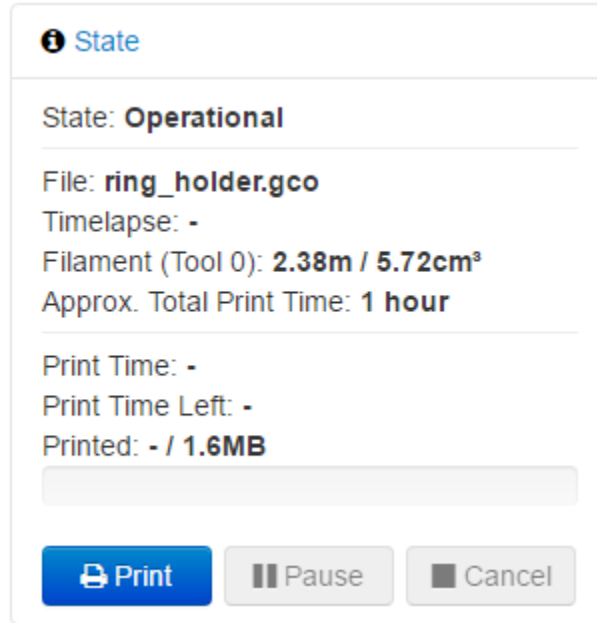 State
State: Operational
File: ring_holder.gco
Timelapse: -
Filament (Tool 0): 2.38m / 5.72cm³
Approx. Total Print Time: 1 hour
Print Time: -
Print Time Left: -
Printed: - / 1.6MB
Print Pause Cancel